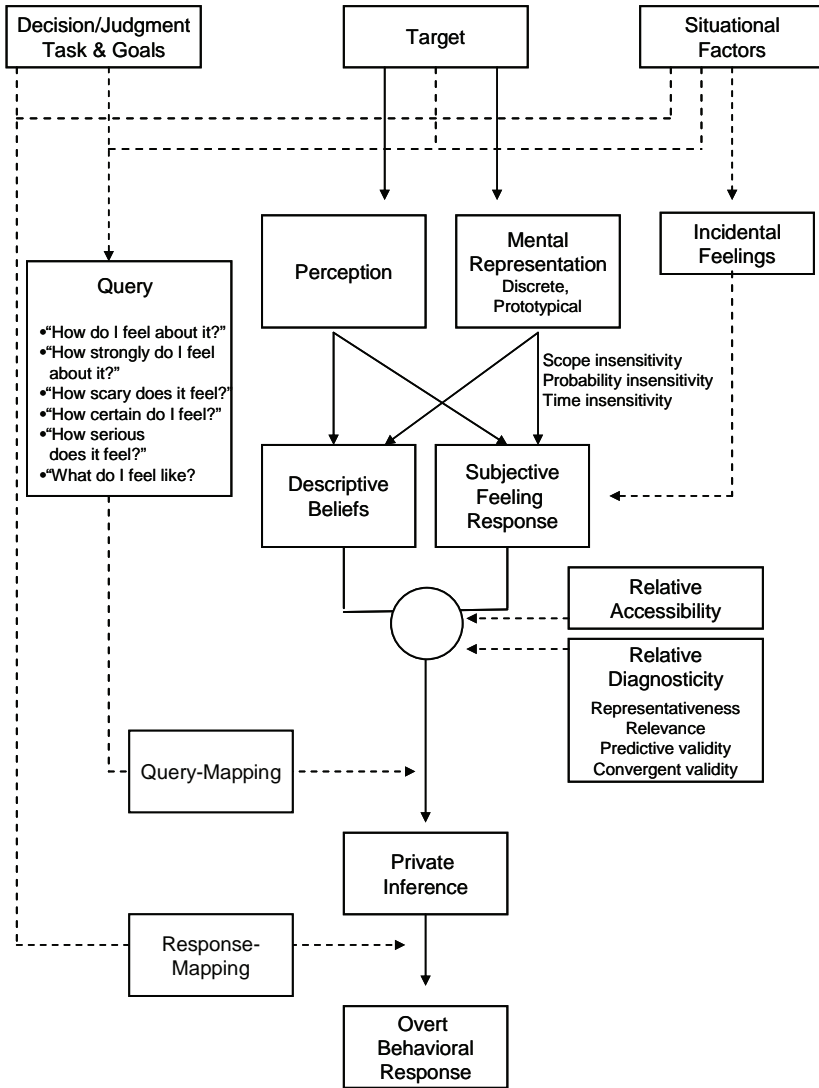 Decision/Judgment
Task & Goals
Target
Situational
Factors
Perception
Mental
Representation
Discrete,
Prototypical
Incidental
Feelings
Query
•“How do I feel about it?”
•“How strongly do I feel
about it?”
•“How scary does it feel?”
•“How certain do I feel?”
•“How serious
does it feel?”
•“What do I feel like?
Scope insensitivity
Probability insensitivity
Time insensitivity
Descriptive
Beliefs
Subjective
Feeling
Response
Relative
Accessibility
Relative
Diagnosticity
Representativeness
Relevance
Predictive validity
Convergent validity
Query-Mapping
Private
Inference
Response-
Mapping
Overt
Behavioral
Response